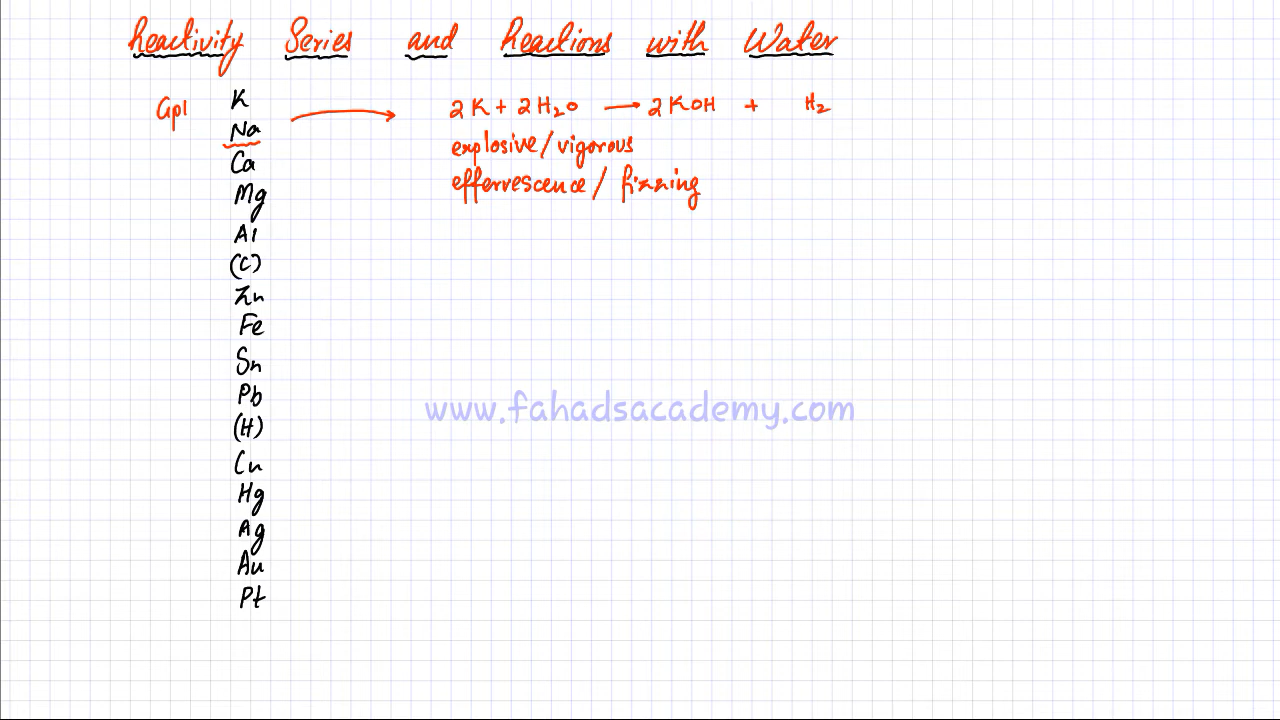 Reactivity Series and Reactions with Water
Gp1 K 2K + 2H₂O → 2KOH + H₂
Na explosive/vigorous
Ca
effervescence / fizzing
Mg
Al
(C)
Zn
Fe
Sn
Pb
www.fahadsacademy.com
(H)
Cu
Hg
Ag
Au
Pt